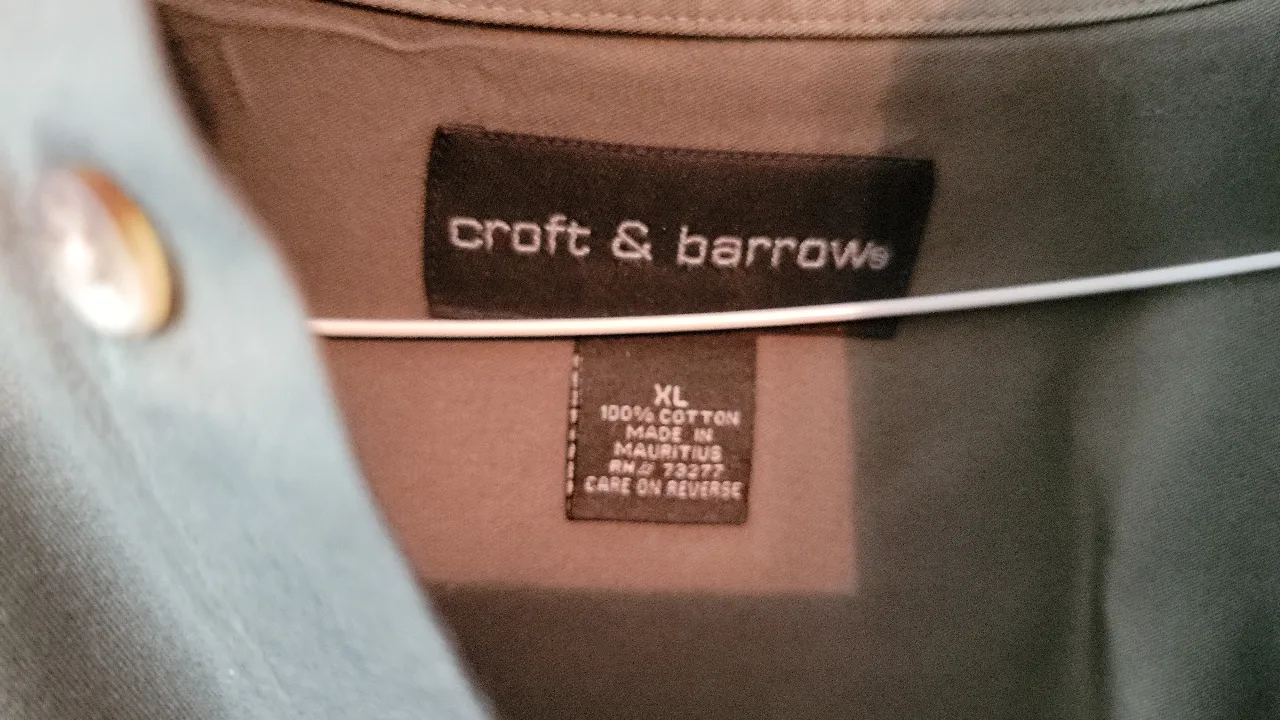 croft & barrow®
XL
100% COTTON
MADE IN
MAURITIUS
RN# 73277
CARE ON REVERSE